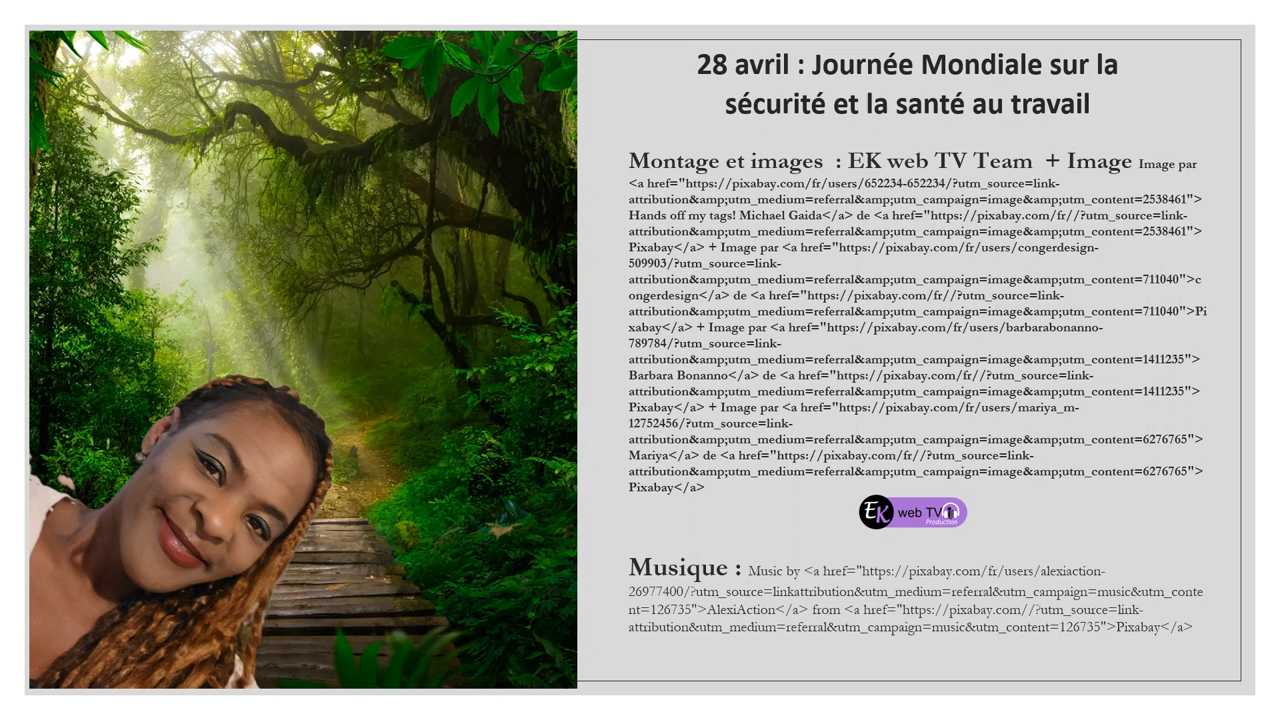 28 avril : Journée Mondiale sur la
sécurité et la santé au travail
Montage et images : EK web TV Team + Image Image par
<a href="https://pixabay.com/fr/users/652234-652234/?utm_source=link-
attribution&amp;utm_medium=referral&amp;utm_campaign=image&amp;utm_content=2538461">
Hands off my tags! Michael Gaida</a> de <a href="https://pixabay.com/fr//?utm_source=link-
attribution&amp;utm_medium=referral&amp;utm_campaign=image&amp;utm_content=2538461">
Pixabay</a> + Image par <a href="https://pixabay.com/fr/users/congerdesign-
509903/?utm_source=link-
attribution&amp;utm_medium=referral&amp;utm_campaign=image&amp;utm_content=711040">c
ongerdesign</a> de <a href="https://pixabay.com/fr//?utm_source=link-
attribution&amp;utm_medium=referral&amp;utm_campaign=image&amp;utm_content=711040">Pi
xabay</a> + Image par <a href="https://pixabay.com/fr/users/barbarabonanno-
789784/?utm_source=link-
attribution&amp;utm_medium=referral&amp;utm_campaign=image&amp;utm_content=1411235">
Barbara Bonanno</a> de <a href="https://pixabay.com/fr//?utm_source=link-
attribution&amp;utm_medium=referral&amp;utm_campaign=image&amp;utm_content=1411235">
Pixabay</a> + Image par <a href="https://pixabay.com/fr/users/mariya_m-
12752456/?utm_source=link-
attribution&amp;utm_medium=referral&amp;utm_campaign=image&amp;utm_content=6276765">
Mariya</a> de <a href="https://pixabay.com/fr//?utm_source=link-
attribution&amp;utm_medium=referral&amp;utm_campaign=image&amp;utm_content=6276765">
Pixabay</a>
EK web TV
Production
Musique : Music by <a href="https://pixabay.com/fr/users/alexiaction-
26977400/?utm_source=linkattribution&utm_medium=referral&utm_campaign=music&utm_conte
nt=126735">AlexiAction</a> from <a href="https://pixabay.com//?utm_source=link-
attribution&utm_medium=referral&utm_campaign=music&utm_content=126735">Pixabay</a>